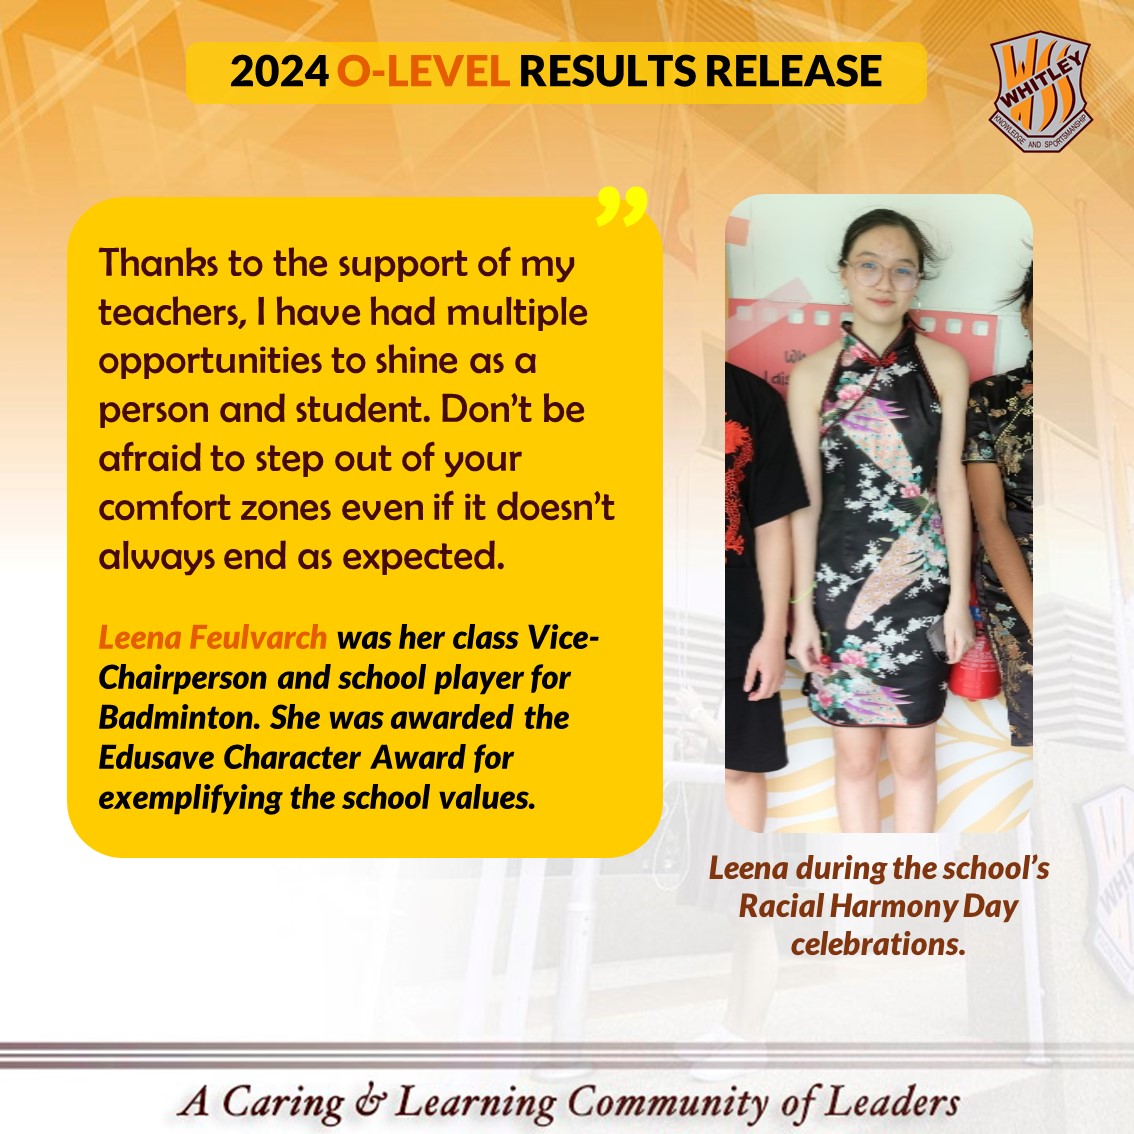 2024 O-LEVEL RESULTS RELEASE
WHITLEY
KNOWLEDGE AND SPORTSMANSHIP
”
Thanks to the support of my
teachers, I have had multiple
opportunities to shine as a
person and student. Don’t be
afraid to step out of your
comfort zones even if it doesn’t
always end as expected.
Leena Feulvarch was her class Vice-
Chairperson and school player for
Badminton. She was awarded the
Edusave Character Award for
exemplifying the school values.
Leena during the school’s
Racial Harmony Day
celebrations.
A Caring & Learning Community of Leaders